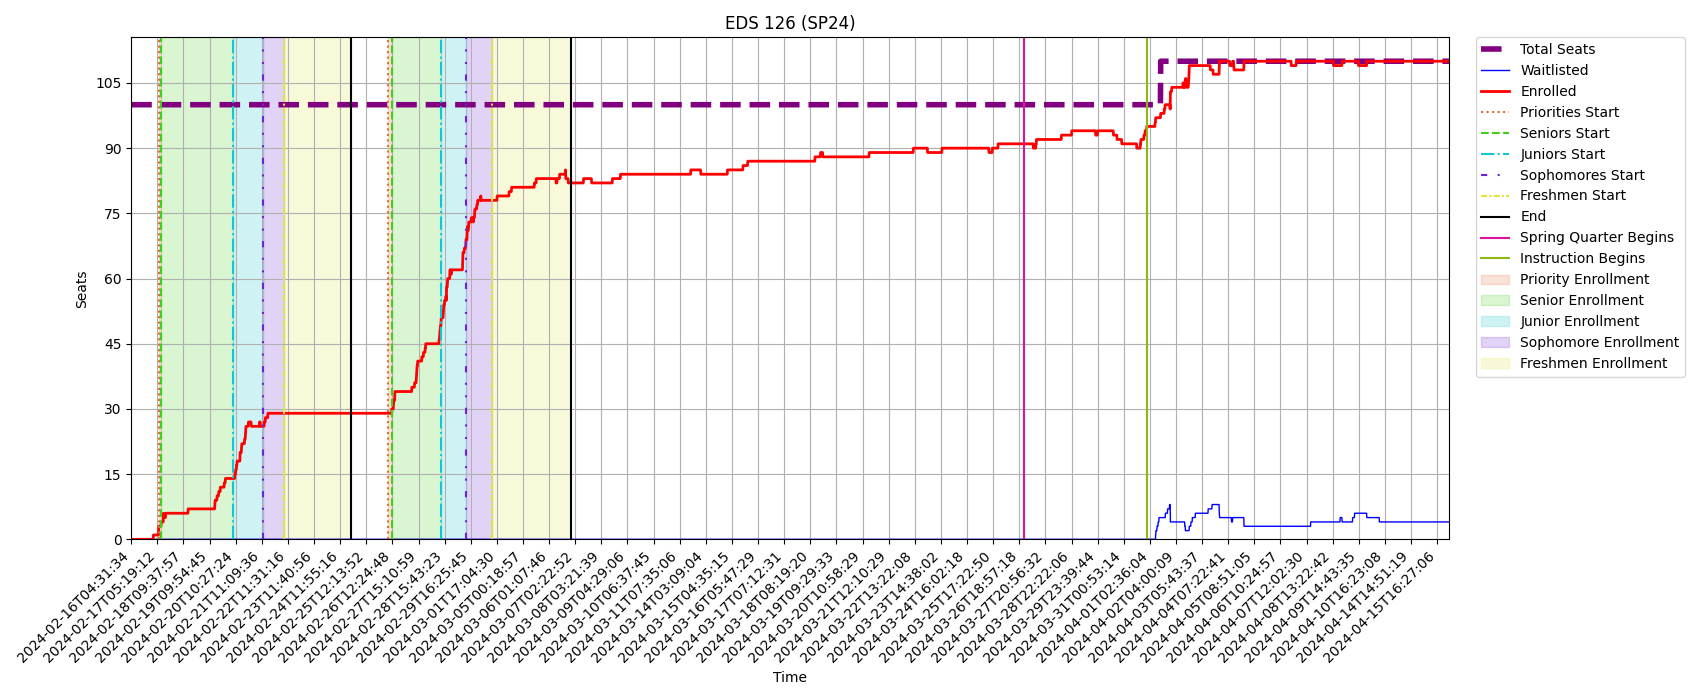 EDS 126 (SP24)
Seats
105
90
75
60
45
30
15
0
2024-02-16T04:31:34
2024-02-17T05:19:12
2024-02-18T09:37:57
2024-02-19T09:54:45
2024-02-20T10:27:24
2024-02-21T11:09:36
2024-02-22T11:31:16
2024-02-23T11:40:56
2024-02-24T11:55:16
2024-02-25T12:13:52
2024-02-26T12:24:48
2024-02-27T15:10:59
2024-02-28T15:43:23
2024-02-29T16:25:45
2024-03-01T17:04:30
2024-03-05T00:18:57
2024-03-06T01:07:46
2024-03-07T02:22:52
2024-03-08T03:21:39
2024-03-09T04:29:06
2024-03-10T06:37:45
2024-03-11T07:35:06
2024-03-14T03:09:04
2024-03-15T04:35:15
2024-03-16T05:47:29
2024-03-17T07:12:31
2024-03-18T08:19:20
2024-03-19T09:29:33
2024-03-20T10:58:29
2024-03-21T12:10:29
2024-03-22T13:22:08
2024-03-23T14:38:02
2024-03-24T16:02:18
2024-03-25T17:22:50
2024-03-26T18:57:18
2024-03-27T20:56:32
2024-03-28T22:22:06
2024-03-29T23:39:44
2024-03-31T00:53:14
2024-04-01T02:36:04
2024-04-02T04:00:09
2024-04-03T05:43:37
2024-04-04T07:22:41
2024-04-05T08:51:05
2024-04-06T10:24:57
2024-04-07T12:02:30
2024-04-08T13:22:42
2024-04-09T14:43:35
2024-04-10T16:23:08
2024-04-14T14:51:19
2024-04-15T16:27:06
Time
Total Seats
Waitlisted
Enrolled
Priorities Start
Seniors Start
Juniors Start
Sophomores Start
Freshmen Start
End
Spring Quarter Begins
Instruction Begins
Priority Enrollment
Senior Enrollment
Junior Enrollment
Sophomore Enrollment
Freshmen Enrollment